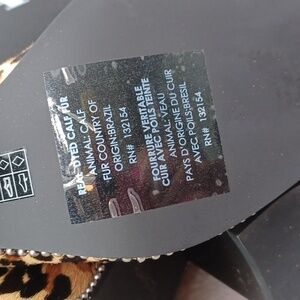 REAL DYED CALF FUR
ANIMAL: CALF
FUR COUNTRY OF
ORIGIN:BRAZIL
RN# 132154
*FOURRURE VERITABLE
CUIR AVEC POILS TEINTE
ANIMAL: VEAU
PAYS D'ORIGINE DU CUIR
AVEC POILS:BRESIL
RN# 132154